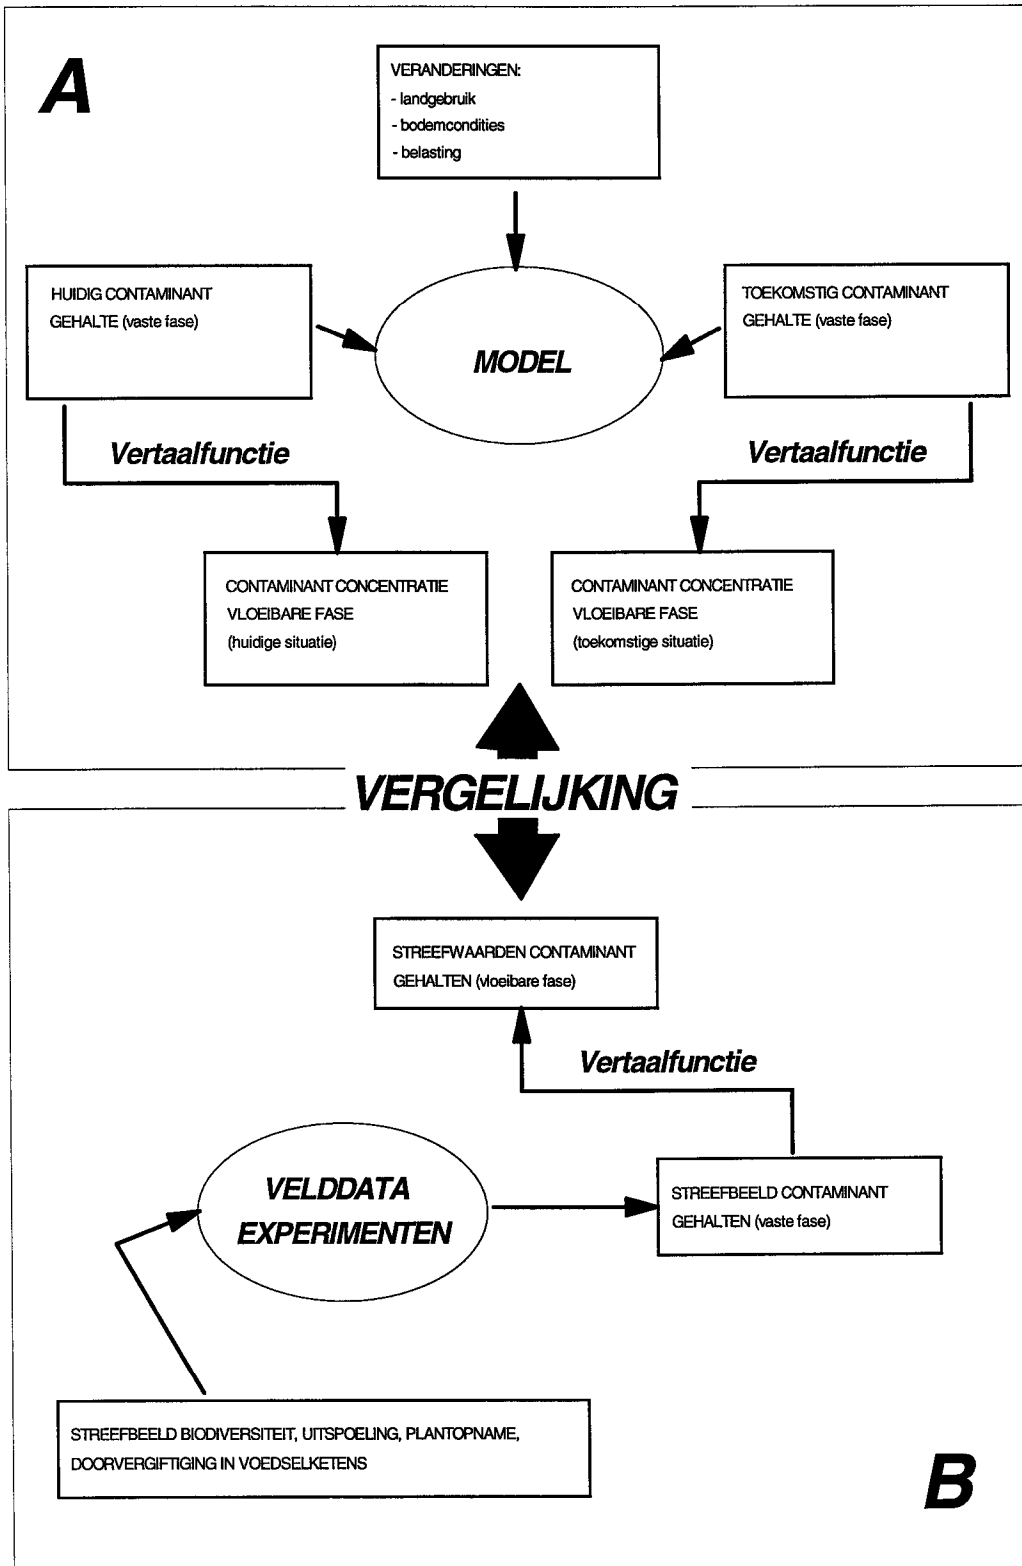 A
VERANDERINGEN:
- landgebruik
- bodemcondities
- belasting
HUIDIG CONTAMINANT
GEHALTE (vaste fase)
TOEKOMSTIG CONTAMINANT
GEHALTE (vaste fase)
MODEL
Vertaalfunctie
Vertaalfunctie
CONTAMINANT CONCENTRATIE
VLOEIBARE FASE
(huidige situatie)
CONTAMINANT CONCENTRATIE
VLOEIBARE FASE
(toekomstige situatie)
VERGELIJKING
STREEFWAARDEN CONTAMINANT
GEHALTEN (vloeibare fase)
Vertaalfunctie
VELDDATA
EXPERIMENTEN
STREEFBEELD CONTAMINANT
GEHALTEN (vaste fase)
STREEFBEELD BIODIVERSITEIT, UITSPOELING, PLANTOPNAME,
DOORVERGIFTIGING IN VOEDSELKETENS
B